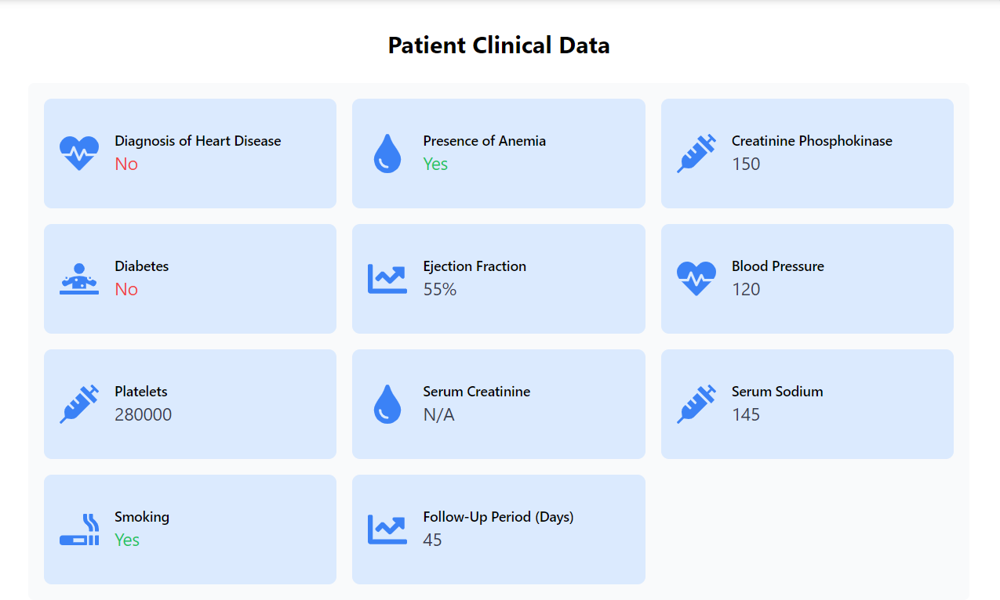 Patient Clinical Data
Diagnosis of Heart Disease
No
Presence of Anemia
Yes
Creatinine Phosphokinase
150
Diabetes
No
Ejection Fraction
55%
Blood Pressure
120
Platelets
280000
Serum Creatinine
N/A
Serum Sodium
145
Smoking
Yes
Follow-Up Period (Days)
45